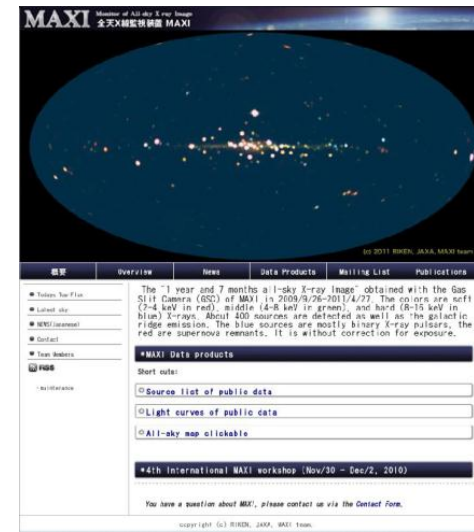 MAXI Monitor of All-sky X-ray Image
全天X線監視装置 MAXI
(c) 2011 RIKEN, JAXA, MAXI team
概要 Overview News Data Products Mailing List Publications
Latest sky
NEWS(Japanese)
Contact
Team Members
- maintenance
The "1 year and 7 months all-sky X-ray Image" obtained with the Gas
Slit Camera (GSC) of MAXI in 2009/9/26-2011/4/27. The colors are soft
(2-4 keV in red), middle (4-8 keV in green), and hard (8-15 keV in
blue) X-rays. About 400 sources are detected as well as the galactic
ridge emission. The blue sources are mostly binary X-ray pulsars, the
red are supernova remnants. It is without correction for exposure.
MAXI Data products
Short cuts:
Source list of public data
Light curves of public data
All-sky map clickable
4th International MAXI workshop (Nov/30 - Dec/2, 2010)
You have a question about MAXI, please contact us via the Contact Form.
copyright (c) RIKEN, JAXA, MAXI team.